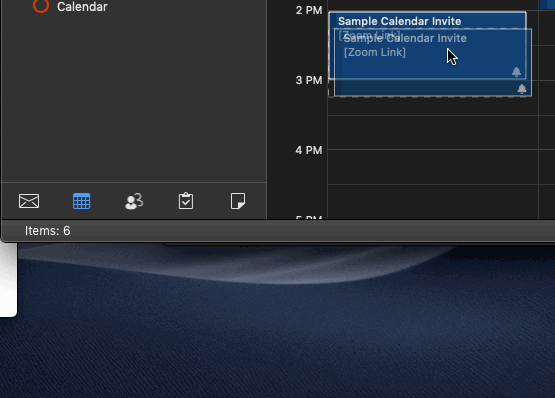 Calendar
2 PM
Sample Calendar Invite
[Zoom Link]
Sample Calendar Invite
[Zoom Link]
3 PM
4 PM
5 PM
Items: 6